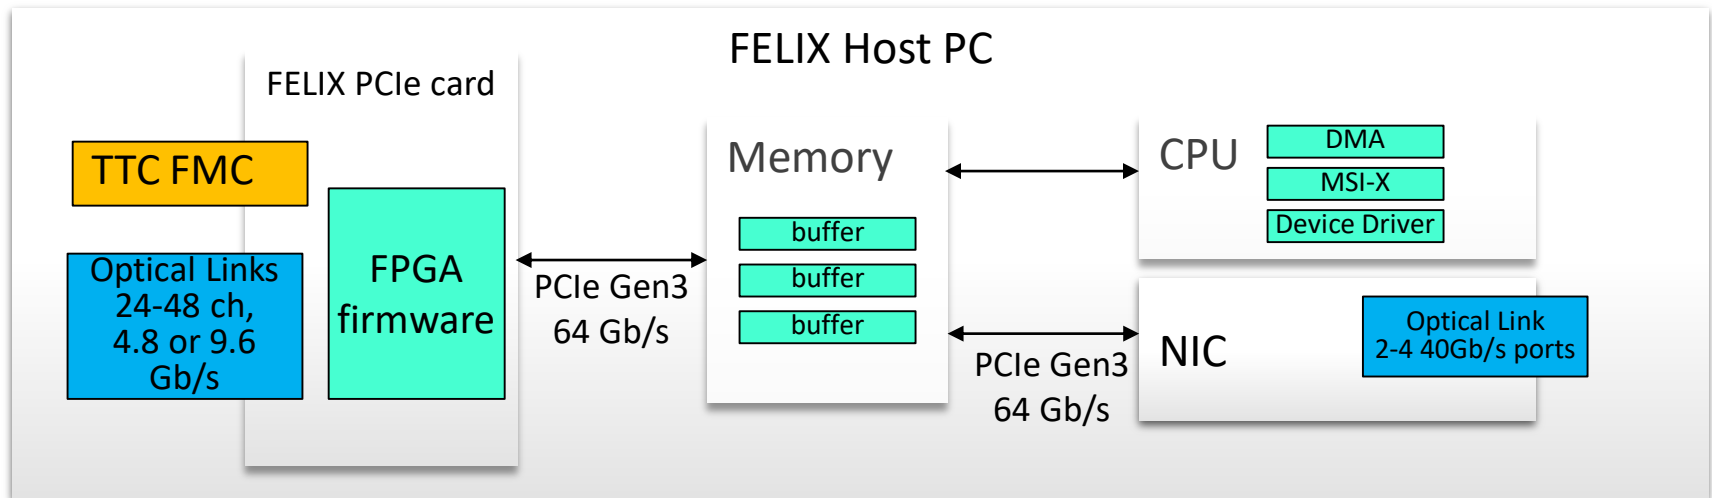 FELIX Host PC
FELIX PCIe card
TTC FMC
Optical Links
24-48 ch,
4.8 or 9.6
Gb/s
FPGA
firmware
PCIe Gen3
64 Gb/s
Memory
buffer
buffer
buffer
CPU
DMA
MSI-X
Device Driver
PCIe Gen3
64 Gb/s
NIC
Optical Link
2-4 40Gb/s ports